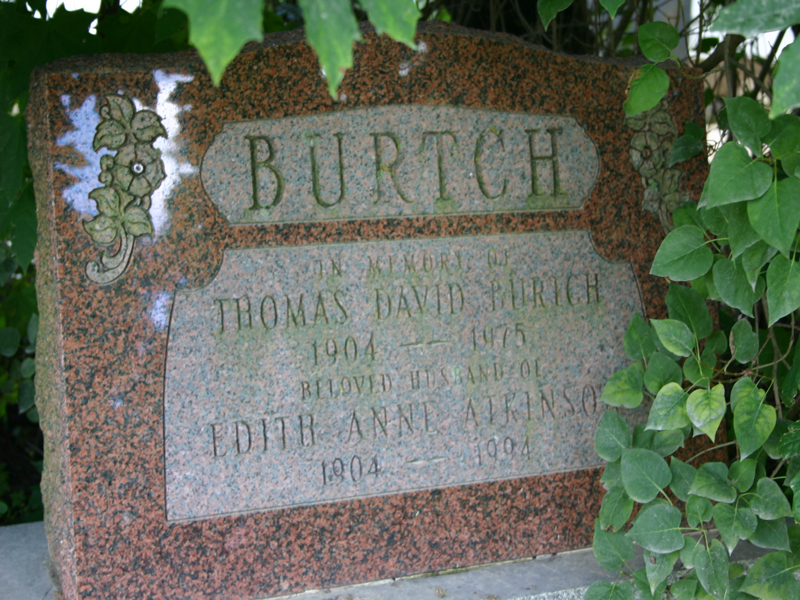 BURTCH
IN MEMORY OF
THOMAS DAVID BURTCH
1904 — 1975
BELOVED HUSBAND OF
EDITH ANNE ATKINSON
1904 — 1994